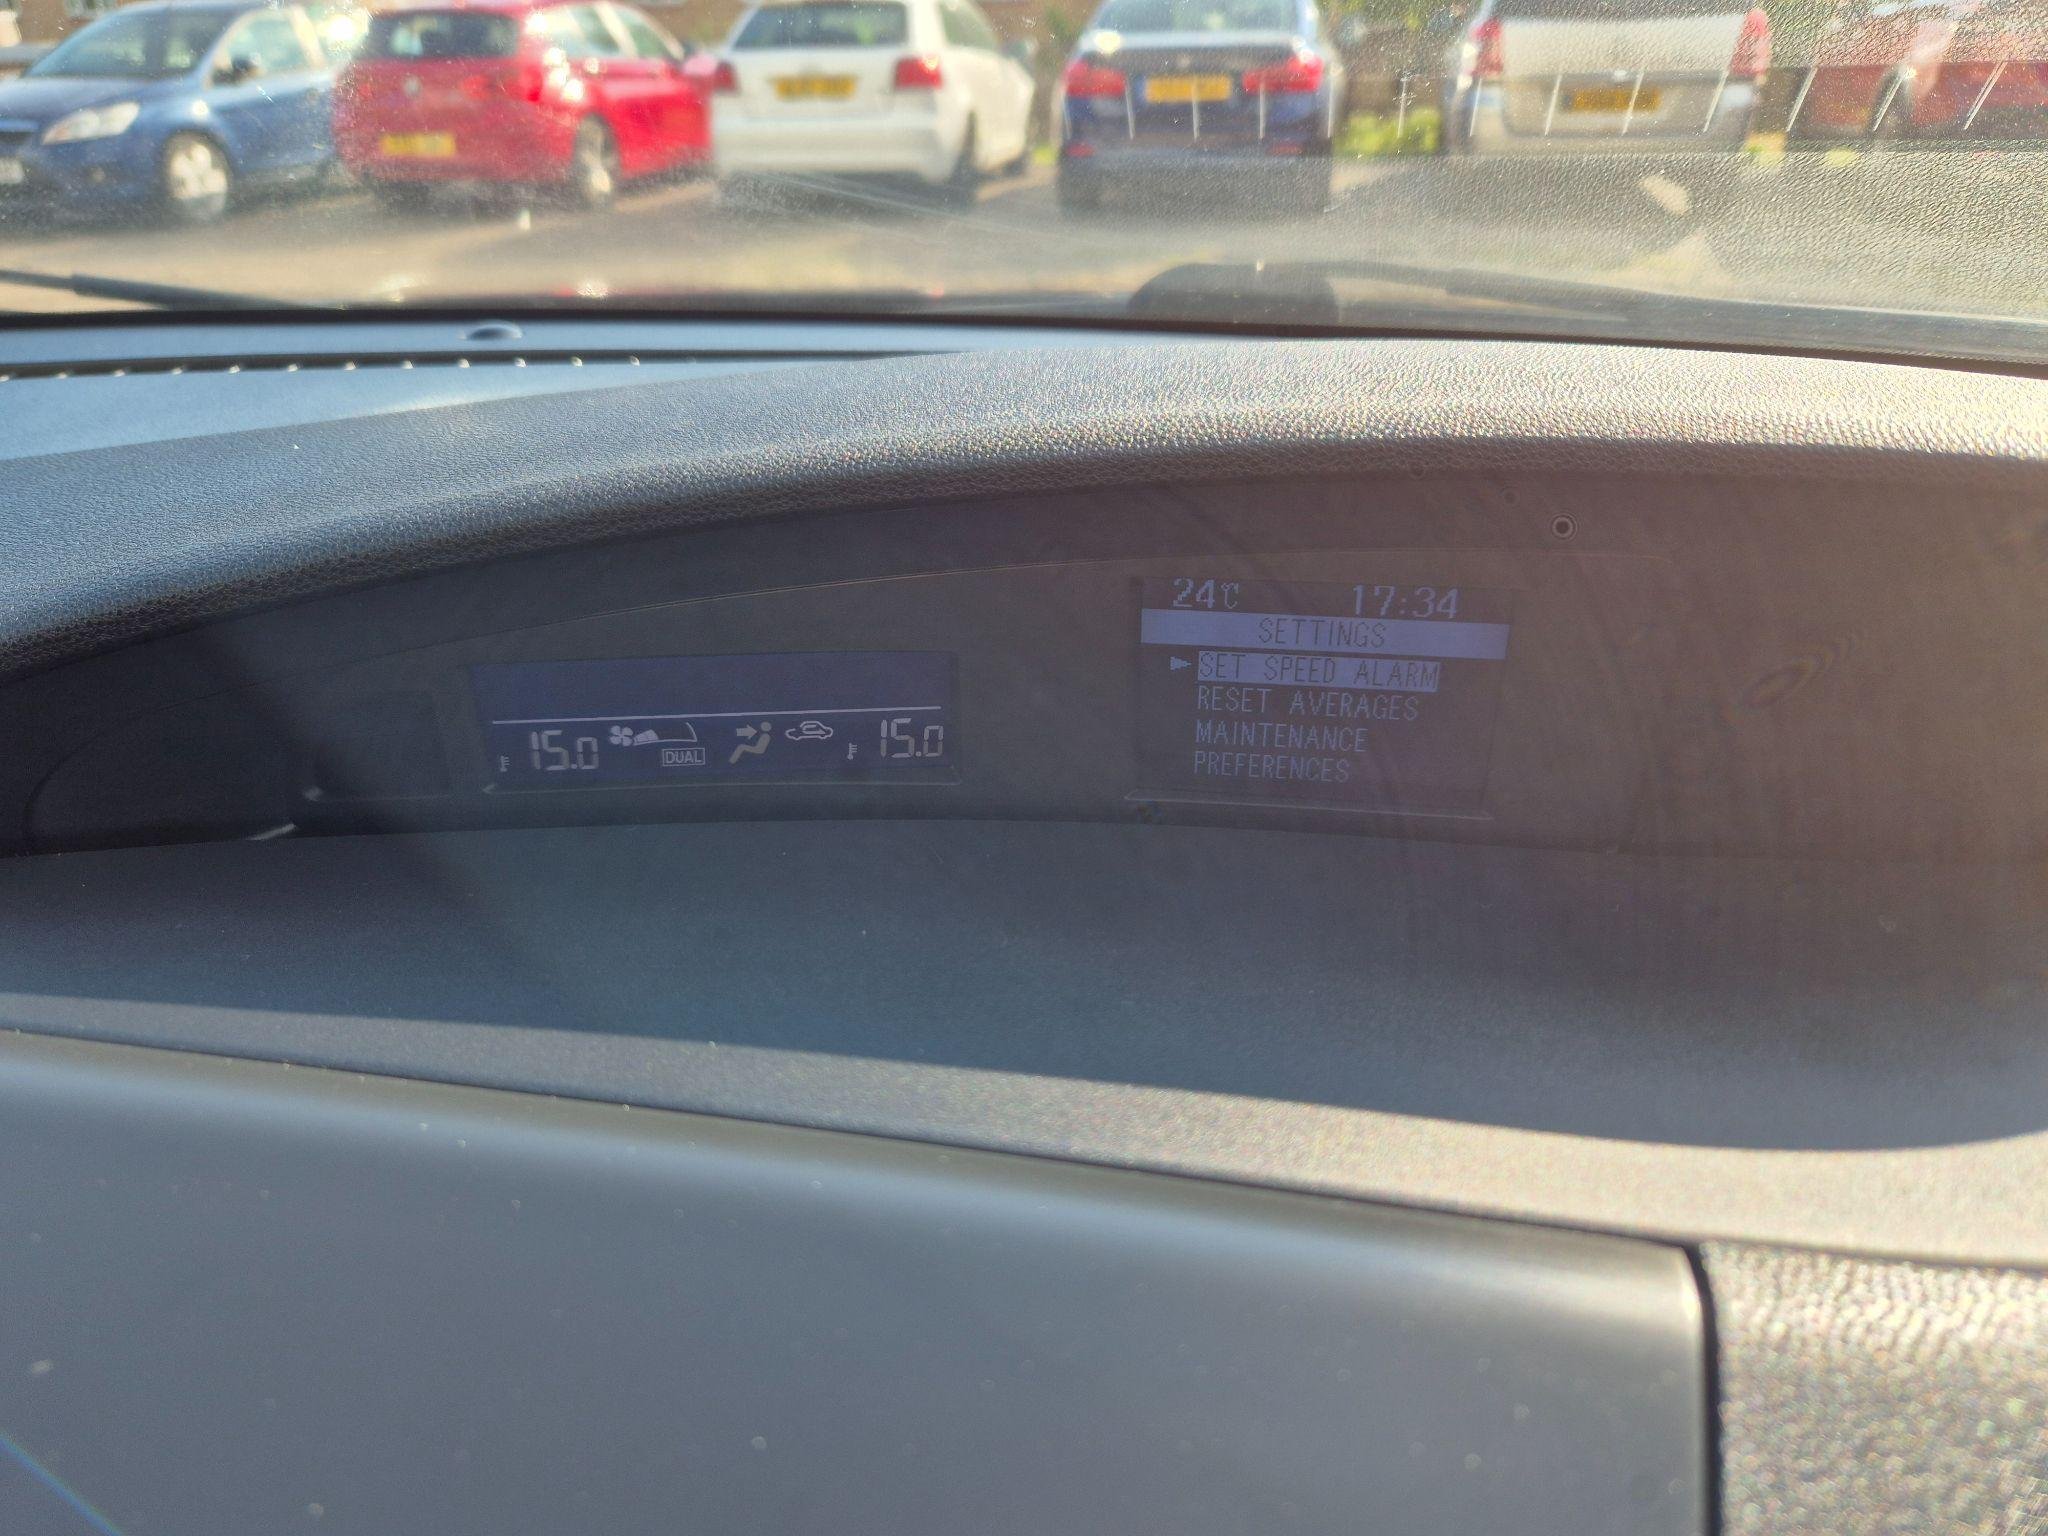 24℃ 17:34
SETTINGS
SET SPEED ALARM
RESET AVERAGES
MAINTENANCE
PREFERENCES
15.0 DUAL 15.0